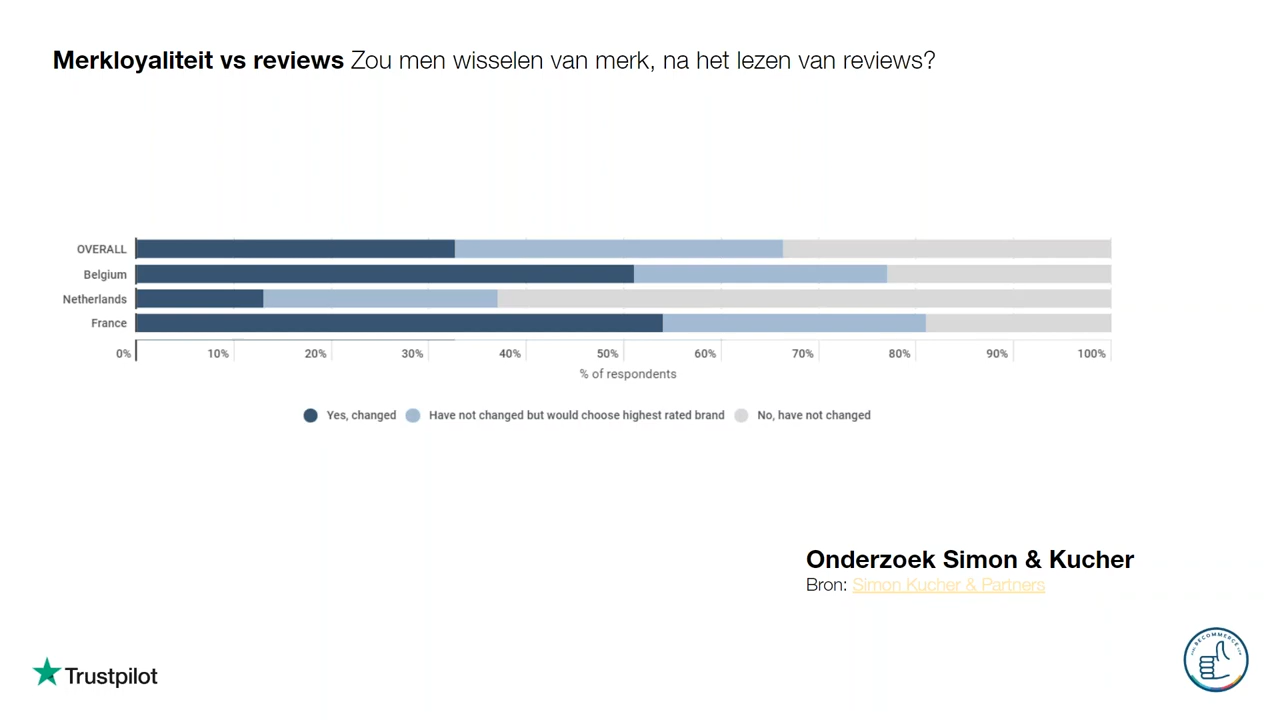 Merkloyaliteit vs reviews Zou men wisselen van merk, na het lezen van reviews?
OVERALL
Belgium
Netherlands
France
0% 10% 20% 30% 40% 50% 60% 70% 80% 90% 100%
% of respondents
Yes, changed Have not changed but would choose highest rated brand No, have not changed
Onderzoek Simon & Kucher
Bron: Simon Kucher & Partners
Trustpilot
BECOMMERCE